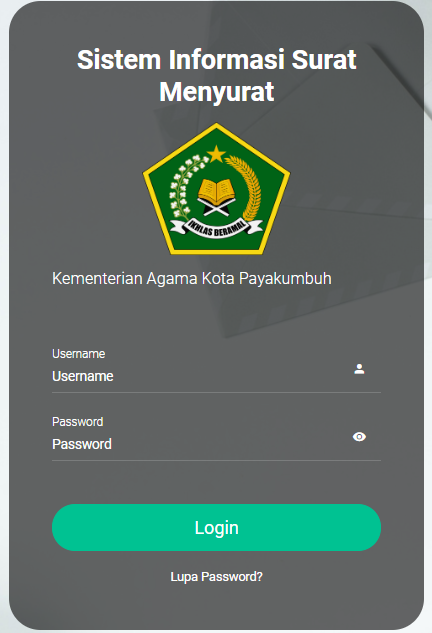 Sistem Informasi Surat
Menyurat
IKHLAS BERAMAL
Kementerian Agama Kota Payakumbuh
Username
Username
Password
Password
Login
Lupa Password?